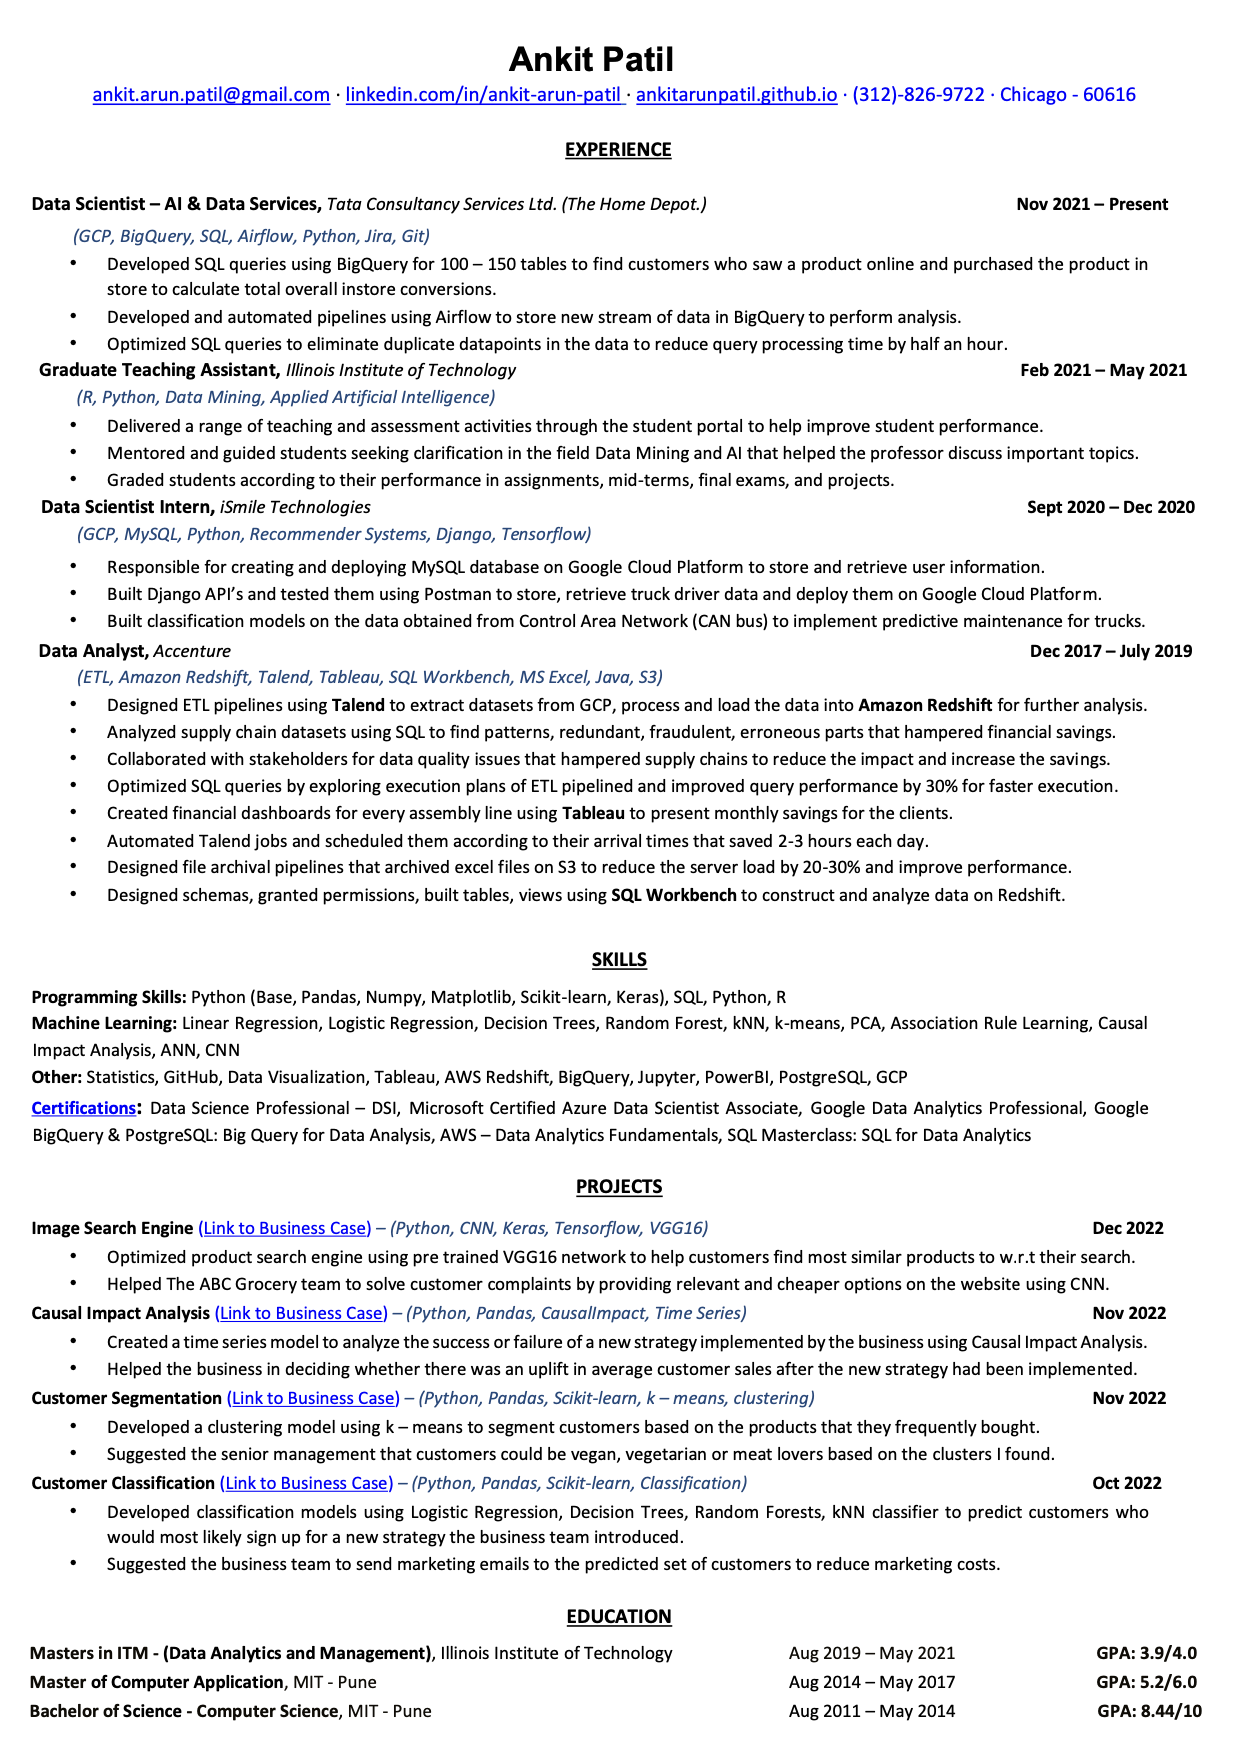 Ankit Patil
ankit.arun.patil@gmail.com · linkedin.com/in/ankit-arun-patil · ankitarunpatil.github.io · (312)-826-9722 · Chicago - 60616
EXPERIENCE
Data Scientist – AI & Data Services, Tata Consultancy Services Ltd. (The Home Depot.) Nov 2021 – Present
(GCP, BigQuery, SQL, Airflow, Python, Jira, Git)
• Developed SQL queries using BigQuery for 100 – 150 tables to find customers who saw a product online and purchased the product in
store to calculate total overall instore conversions.
• Developed and automated pipelines using Airflow to store new stream of data in BigQuery to perform analysis.
• Optimized SQL queries to eliminate duplicate datapoints in the data to reduce query processing time by half an hour.
Graduate Teaching Assistant, Illinois Institute of Technology Feb 2021 – May 2021
(R, Python, Data Mining, Applied Artificial Intelligence)
• Delivered a range of teaching and assessment activities through the student portal to help improve student performance.
• Mentored and guided students seeking clarification in the field Data Mining and AI that helped the professor discuss important topics.
• Graded students according to their performance in assignments, mid-terms, final exams, and projects.
Data Scientist Intern, iSmile Technologies Sept 2020 – Dec 2020
(GCP, MySQL, Python, Recommender Systems, Django, Tensorflow)
• Responsible for creating and deploying MySQL database on Google Cloud Platform to store and retrieve user information.
• Built Django API’s and tested them using Postman to store, retrieve truck driver data and deploy them on Google Cloud Platform.
• Built classification models on the data obtained from Control Area Network (CAN bus) to implement predictive maintenance for trucks.
Data Analyst, Accenture Dec 2017 – July 2019
(ETL, Amazon Redshift, Talend, Tableau, SQL Workbench, MS Excel, Java, S3)
• Designed ETL pipelines using Talend to extract datasets from GCP, process and load the data into Amazon Redshift for further analysis.
• Analyzed supply chain datasets using SQL to find patterns, redundant, fraudulent, erroneous parts that hampered financial savings.
• Collaborated with stakeholders for data quality issues that hampered supply chains to reduce the impact and increase the savings.
• Optimized SQL queries by exploring execution plans of ETL pipelined and improved query performance by 30% for faster execution.
• Created financial dashboards for every assembly line using Tableau to present monthly savings for the clients.
• Automated Talend jobs and scheduled them according to their arrival times that saved 2-3 hours each day.
• Designed file archival pipelines that archived excel files on S3 to reduce the server load by 20-30% and improve performance.
• Designed schemas, granted permissions, built tables, views using SQL Workbench to construct and analyze data on Redshift.
SKILLS
Programming Skills: Python (Base, Pandas, Numpy, Matplotlib, Scikit-learn, Keras), SQL, Python, R
Machine Learning: Linear Regression, Logistic Regression, Decision Trees, Random Forest, kNN, k-means, PCA, Association Rule Learning, Causal
Impact Analysis, ANN, CNN
Other: Statistics, GitHub, Data Visualization, Tableau, AWS Redshift, BigQuery, Jupyter, PowerBI, PostgreSQL, GCP
Certifications: Data Science Professional – DSI, Microsoft Certified Azure Data Scientist Associate, Google Data Analytics Professional, Google
BigQuery & PostgreSQL: Big Query for Data Analysis, AWS – Data Analytics Fundamentals, SQL Masterclass: SQL for Data Analytics
PROJECTS
Image Search Engine (Link to Business Case) – (Python, CNN, Keras, Tensorflow, VGG16) Dec 2022
• Optimized product search engine using pre trained VGG16 network to help customers find most similar products to w.r.t their search.
• Helped The ABC Grocery team to solve customer complaints by providing relevant and cheaper options on the website using CNN.
Causal Impact Analysis (Link to Business Case) – (Python, Pandas, CausalImpact, Time Series) Nov 2022
• Created a time series model to analyze the success or failure of a new strategy implemented by the business using Causal Impact Analysis.
• Helped the business in deciding whether there was an uplift in average customer sales after the new strategy had been implemented.
Customer Segmentation (Link to Business Case) – (Python, Pandas, Scikit-learn, k – means, clustering) Nov 2022
• Developed a clustering model using k – means to segment customers based on the products that they frequently bought.
• Suggested the senior management that customers could be vegan, vegetarian or meat lovers based on the clusters I found.
Customer Classification (Link to Business Case) – (Python, Pandas, Scikit-learn, Classification) Oct 2022
• Developed classification models using Logistic Regression, Decision Trees, Random Forests, kNN classifier to predict customers who
would most likely sign up for a new strategy the business team introduced.
• Suggested the business team to send marketing emails to the predicted set of customers to reduce marketing costs.
EDUCATION
Masters in ITM - (Data Analytics and Management), Illinois Institute of Technology Aug 2019 – May 2021 GPA: 3.9/4.0
Master of Computer Application, MIT - Pune Aug 2014 – May 2017 GPA: 5.2/6.0
Bachelor of Science - Computer Science, MIT - Pune Aug 2011 – May 2014 GPA: 8.44/10